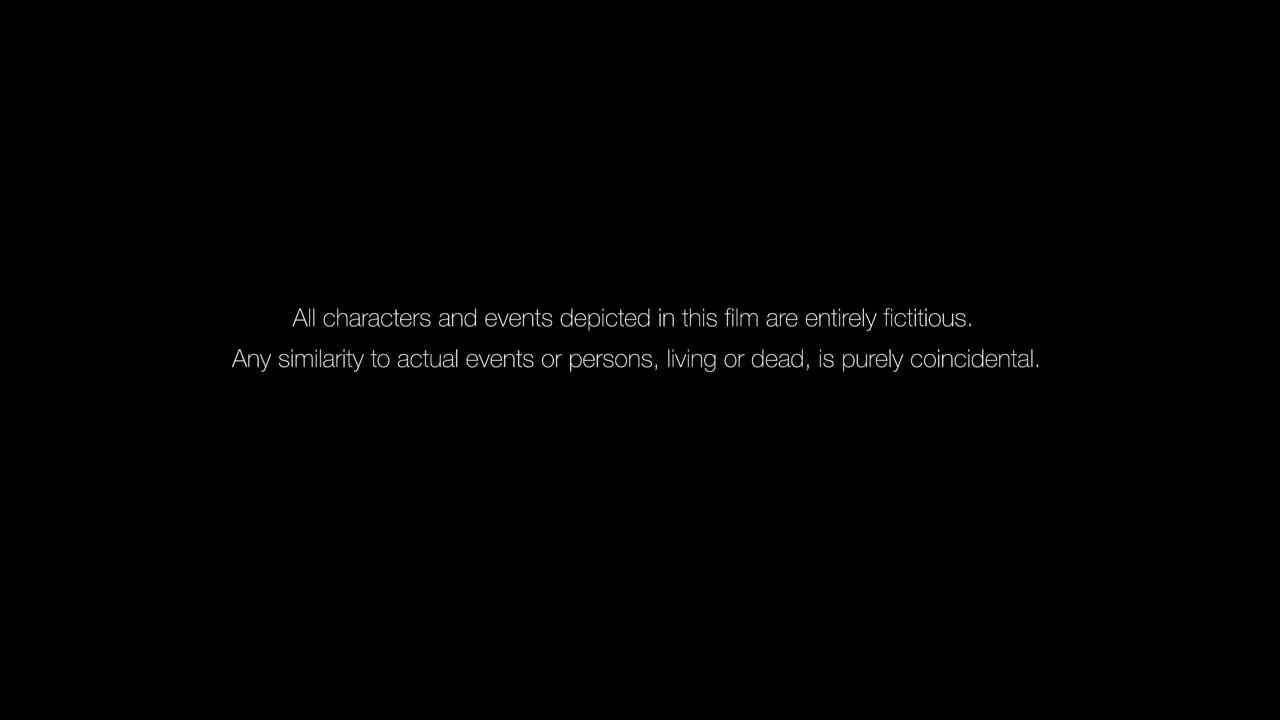 All characters and events depicted in this film are entirely fictitious.
Any similarity to actual events or persons, living or dead, is purely coincidental.